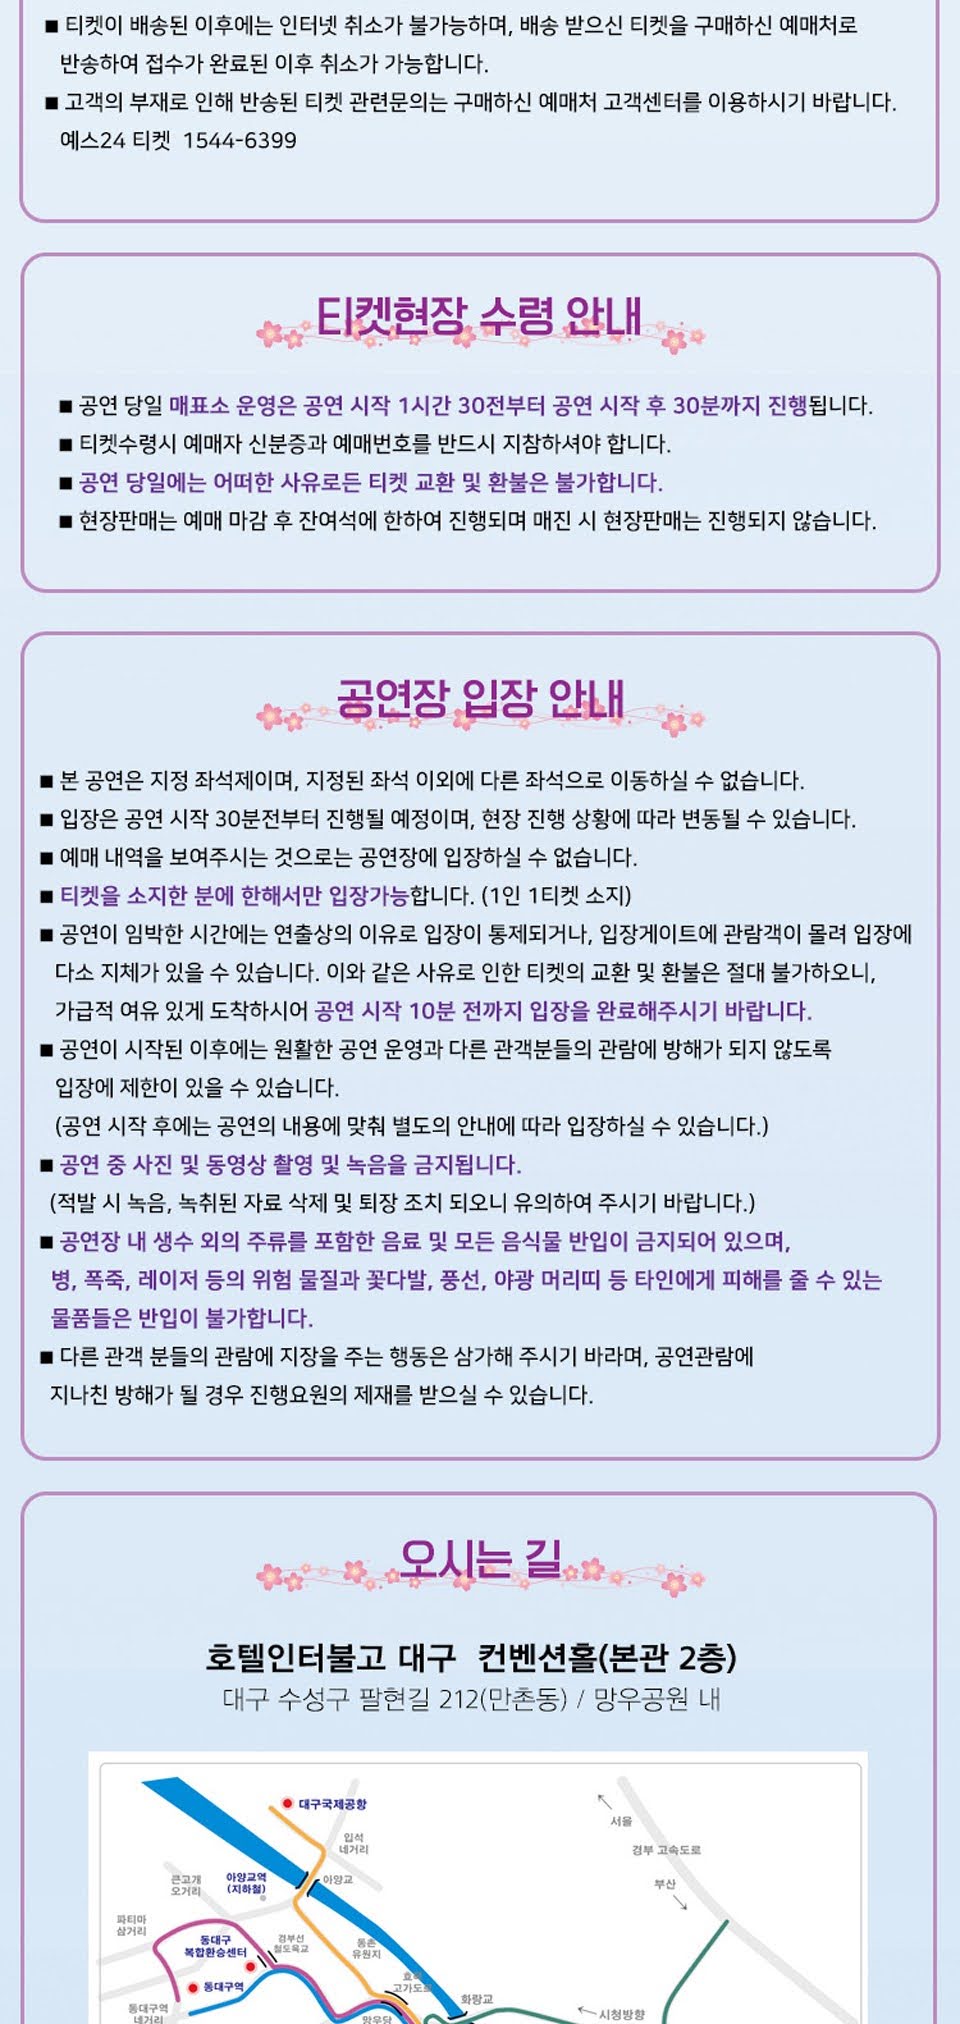 ■ 티켓이 배송된 이후에는 인터넷 취소가 불가능하며, 배송 받으신 티켓을 구매하신 예매처로
반송하여 접수가 완료된 이후 취소가 가능합니다.
■ 고객의 부재로 인해 반송된 티켓 관련문의는 구매하신 예매처 고객센터를 이용하시기 바랍니다.
예스24 티켓 1544-6399
티켓현장 수령 안내
■ 공연 당일 매표소 운영은 공연 시작 1시간 30전부터 공연 시작 후 30분까지 진행됩니다.
■ 티켓수령시 예매자 신분증과 예매번호를 반드시 지참하셔야 합니다.
■ 공연 당일에는 어떠한 사유로든 티켓 교환 및 환불은 불가합니다.
■ 현장판매는 예매 마감 후 잔여석에 한하여 진행되며 매진 시 현장판매는 진행되지 않습니다.
공연장 입장 안내
■ 본 공연은 지정 좌석제이며, 지정된 좌석 이외에 다른 좌석으로 이동하실 수 없습니다.
■ 입장은 공연 시작 30분전부터 진행될 예정이며, 현장 진행 상황에 따라 변동될 수 있습니다.
■ 예매 내역을 보여주시는 것으로는 공연장에 입장하실 수 없습니다.
■ 티켓을 소지한 분에 한해서만 입장가능합니다. (1인 1티켓 소지)
■ 공연이 임박한 시간에는 연출상의 이유로 입장이 통제되거나, 입장게이트에 관람객이 몰려 입장에
다소 지체가 있을 수 있습니다. 이와 같은 사유로 인한 티켓의 교환 및 환불은 절대 불가하오니,
가급적 여유 있게 도착하시어 공연 시작 10분 전까지 입장을 완료해주시기 바랍니다.
■ 공연이 시작된 이후에는 원활한 공연 운영과 다른 관객분들의 관람에 방해가 되지 않도록
입장에 제한이 있을 수 있습니다.
(공연 시작 후에는 공연의 내용에 맞춰 별도의 안내에 따라 입장하실 수 있습니다.)
■ 공연 중 사진 및 동영상 촬영 및 녹음을 금지됩니다.
(적발 시 녹음, 녹취된 자료 삭제 및 퇴장 조치 되오니 유의하여 주시기 바랍니다.)
■ 공연장 내 생수 외의 주류를 포함한 음료 및 모든 음식물 반입이 금지되어 있으며,
병, 폭죽, 레이저 등의 위험 물질과 꽃다발, 풍선, 야광 머리띠 등 타인에게 피해를 줄 수 있는
물품들은 반입이 불가합니다.
■ 다른 관객 분들의 관람에 지장을 주는 행동은 삼가해 주시기 바라며, 공연관람에
지나친 방해가 될 경우 진행요원의 제재를 받으실 수 있습니다.
오시는 길
호텔인터불고 대구 컨벤션홀(본관 2층)
대구 수성구 팔현길 212(만촌동) / 망우공원 내
대구국제공항
서울
입석
네거리
경부 고속도로
큰고개
오거리
아양교역
(지하철)
아양교
부산
파티마
삼거리
동대구
복합환승센터
경부선
철도육교
동촌
유원지
동대구역
고가도로
화랑교
동대구역
네거리
망우당
시청방향